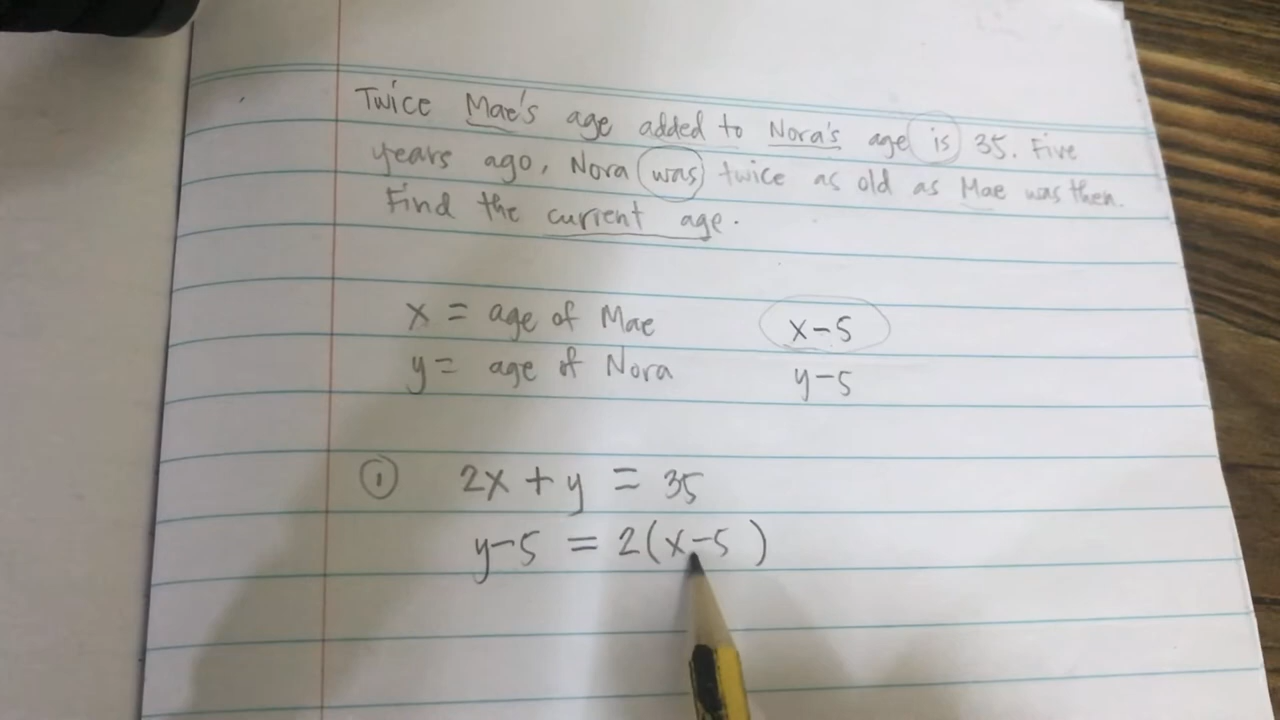 Twice Mae's age added to Nora's age is 35. Five
years ago, Nora was twice as old as Mae was then.
Find the current age.
x = age of Mae x-5
y = age of Nora y-5
① 2x + y = 35
y-5 = 2(x-5)